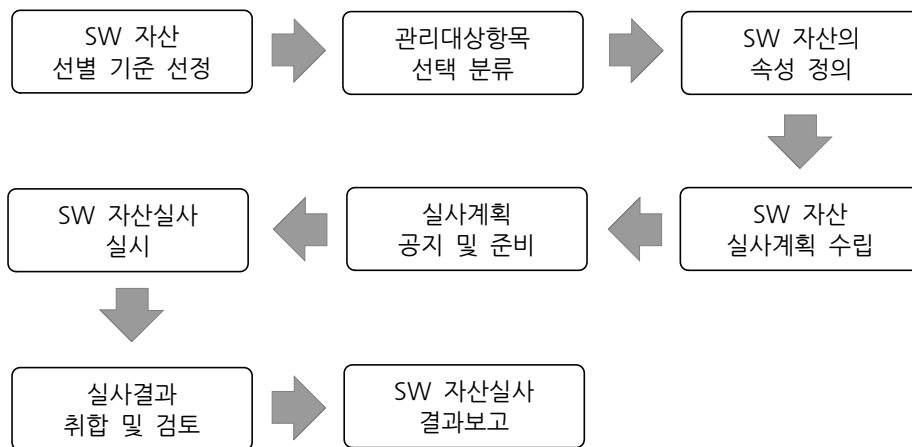 SW 자산
선별 기준 선정
관리대상항목
선택 분류
SW 자산의
속성 정의
SW 자산
실사계획 수립
실사계획
공지 및 준비
SW 자산실사
실시
실사결과
취합 및 검토
SW 자산실사
결과보고